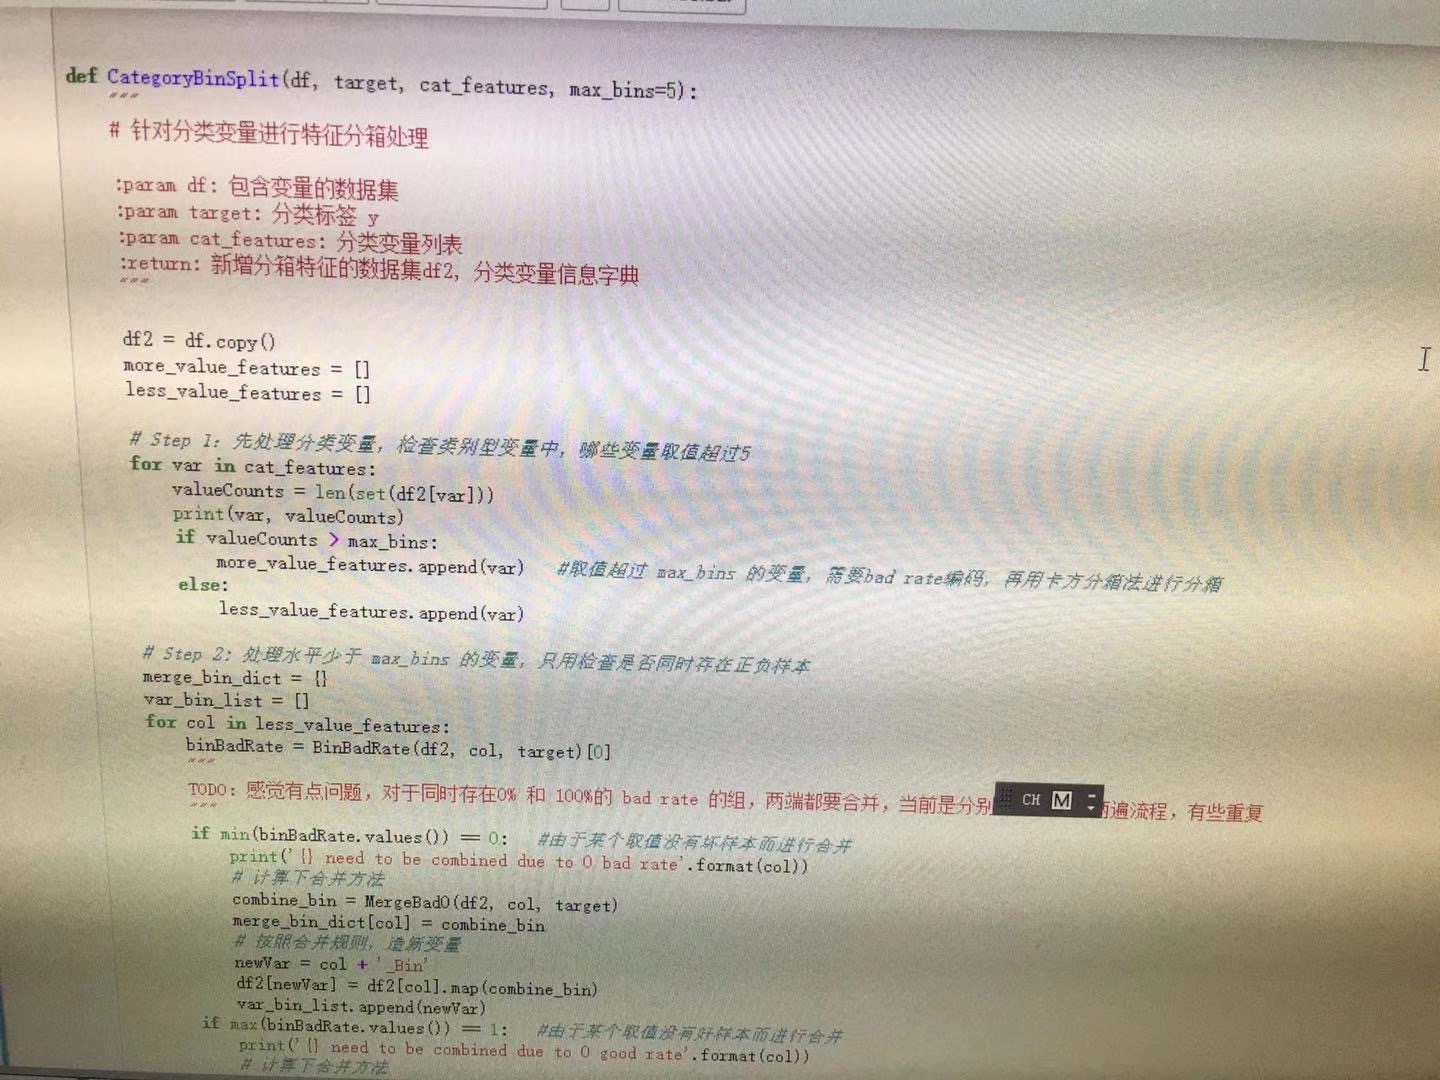 def CategoryBinSplit(df, target, cat_features, max_bins=5):
"""
# 针对分类变量进行特征分箱处理
:param df: 包含变量的数据集
:param target: 分类标签 y
:param cat_features: 分类变量列表
:return: 新增分箱特征的数据集df2, 分类变量信息字典
"""
df2 = df.copy()
more_value_features = []
less_value_features = []
# Step 1: 先处理分类变量, 检查类别型变量中, 哪些变量取值超过5
for var in cat_features:
valueCounts = len(set(df2[var]))
print(var, valueCounts)
if valueCounts > max_bins:
more_value_features.append(var) #取值超过 max_bins 的变量, 需要bad rate编码, 再用卡方分箱法进行分箱
else:
less_value_features.append(var)
# Step 2: 处理水平少于 max_bins 的变量, 只用检查是否同时存在正负样本
merge_bin_dict = {}
var_bin_list = []
for col in less_value_features:
binBadRate = BinBadRate(df2, col, target)[0]
"""
TODO: 感觉有点问题, 对于同时存在0% 和 100%的 bad rate 的组, 两端都要合并, 当前是分别 CH M 两遍流程, 有些重复
"""
if min(binBadRate.values()) == 0: #由于某个取值没有坏样本而进行合并
print('{} need to be combined due to 0 bad rate'.format(col))
# 计算下合并方法
combine_bin = MergeBad0(df2, col, target)
merge_bin_dict[col] = combine_bin
# 按照合并规则, 造新变量
newVar = col + '_Bin'
df2[newVar] = df2[col].map(combine_bin)
var_bin_list.append(newVar)
if max(binBadRate.values()) == 1: #由于某个取值没有好样本而进行合并
print('{} need to be combined due to 0 good rate'.format(col))
# 计算下合并方法